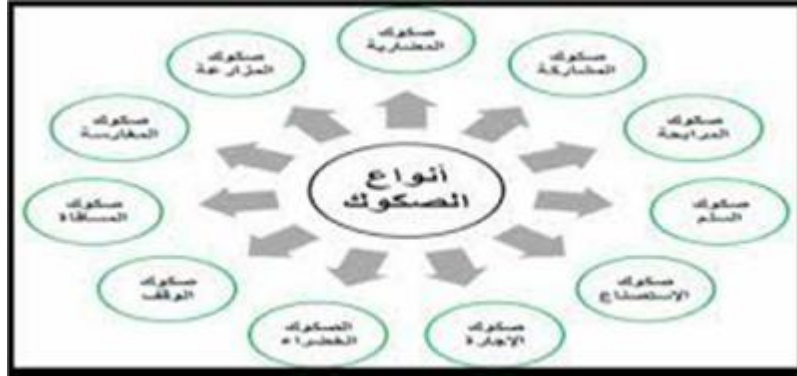 أنواع
الصكوك
صكوك
المضاربة
صكوك
المشاركة
صكوك
المرابحة
صكوك
السلم
صكوك
الإستصناع
صكوك
الإجارة
الصكوك
الخضراء
صكوك
الوقف
صكوك
المساقاة
صكوك
المغارسة
صكوك
المزارعة